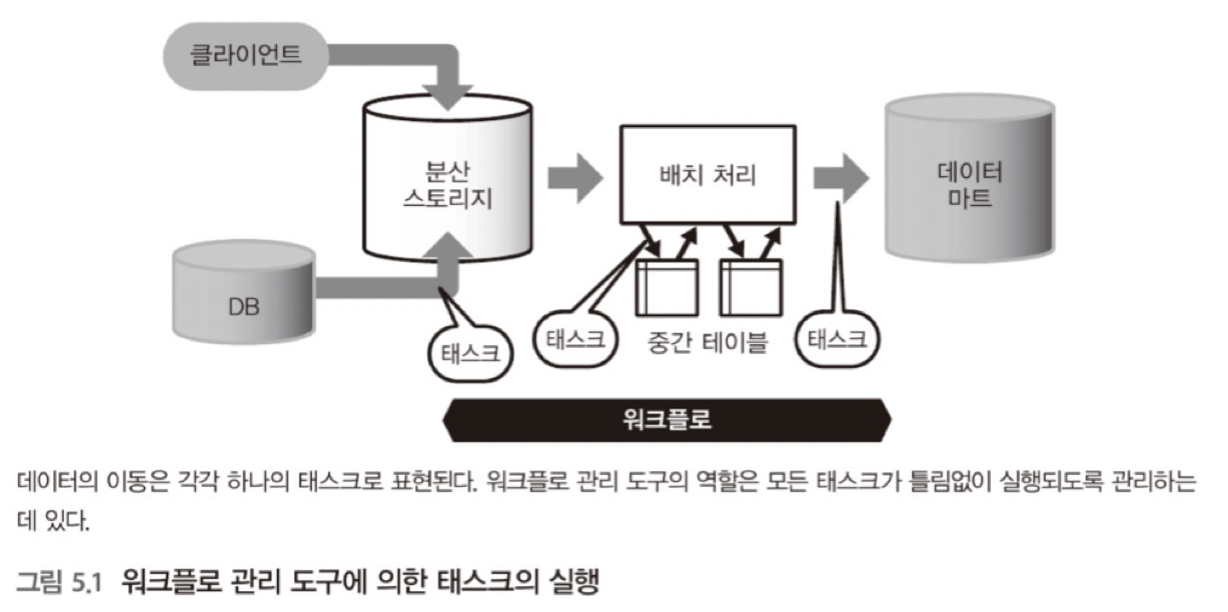 클라이언트
분산
스토리지
배치 처리
데이터
마트
DB
태스크
태스크
중간 테이블
태스크
워크플로
데이터의 이동은 각각 하나의 태스크로 표현된다. 워크플로 관리 도구의 역할은 모든 태스크가 틀림없이 실행되도록 관리하는
데 있다.
그림 5.1 워크플로 관리 도구에 의한 태스크의 실행